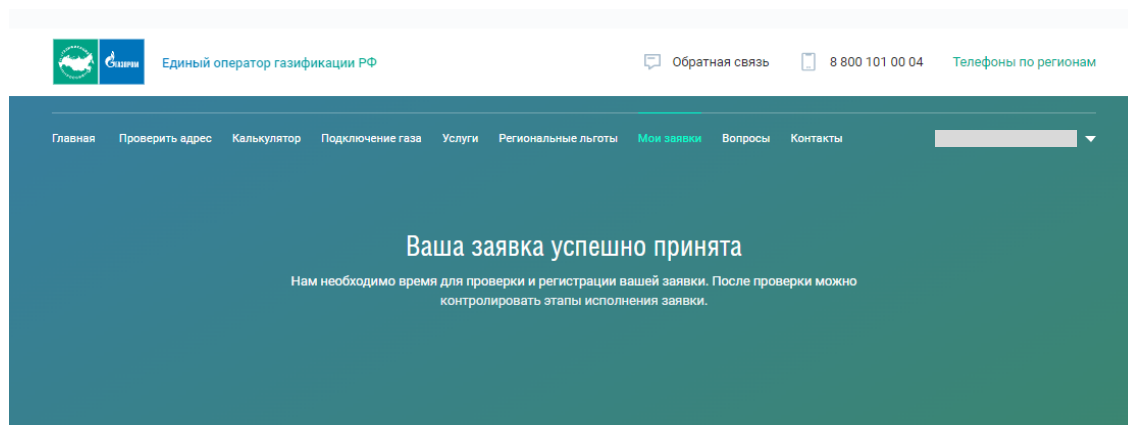 ГАЗПРОМ
Единый оператор газификации РФ
Обратная связь
8 800 101 00 04
Телефоны по регионам
Главная Проверить адрес Калькулятор Подключение газа Услуги Региональные льготы Мои заявки Вопросы Контакты
Ваша заявка успешно принята
Нам необходимо время для проверки и регистрации вашей заявки. После проверки можно
контролировать этапы исполнения заявки.